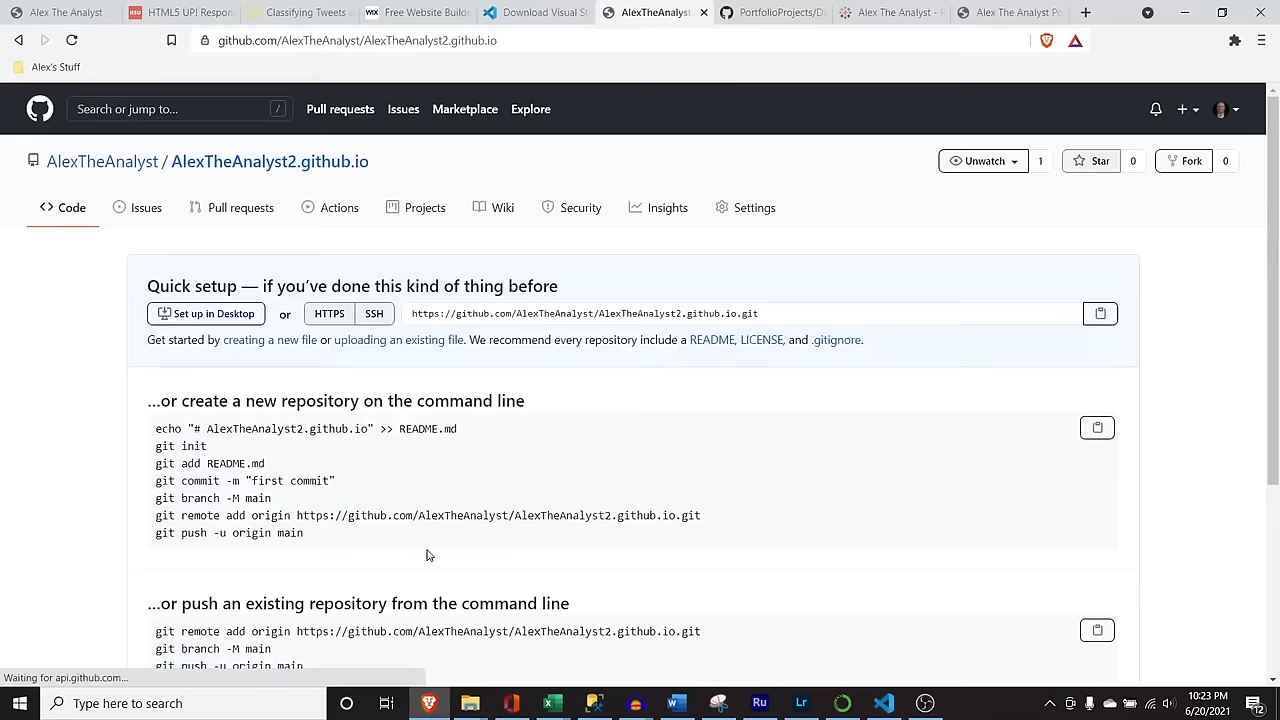 Alex The Analyst
HTML5 UP! Respon
Classifying Tweets
WIX Free Website Builde
Download Visual St
AlexTheAnalyst
PortfolioProjects/Da
Alex The Analyst - P
Alex The Analyst Po
github.com/AlexTheAnalyst/AlexTheAnalyst2.github.io
Alex's Stuff
Search or jump to...
/
Pull requests
Issues
Marketplace
Explore
AlexTheAnalyst / AlexTheAnalyst2.github.io
Unwatch 1
Star 0
Fork 0
Code
Issues
Pull requests
Actions
Projects
Wiki
Security
Insights
Settings
Quick setup — if you’ve done this kind of thing before
Set up in Desktop or HTTPS SSH https://github.com/AlexTheAnalyst/AlexTheAnalyst2.github.io.git
Get started by creating a new file or uploading an existing file. We recommend every repository include a README, LICENSE, and .gitignore.
…or create a new repository on the command line
echo "# AlexTheAnalyst2.github.io" >> README.md
git init
git add README.md
git commit -m "first commit"
git branch -M main
git remote add origin https://github.com/AlexTheAnalyst/AlexTheAnalyst2.github.io.git
git push -u origin main
…or push an existing repository from the command line
git remote add origin https://github.com/AlexTheAnalyst/AlexTheAnalyst2.github.io.git
git branch -M main
git push -u origin main
Waiting for api.github.com...
Type here to search
W
Ru
Lr
10:23 PM
6/20/2021